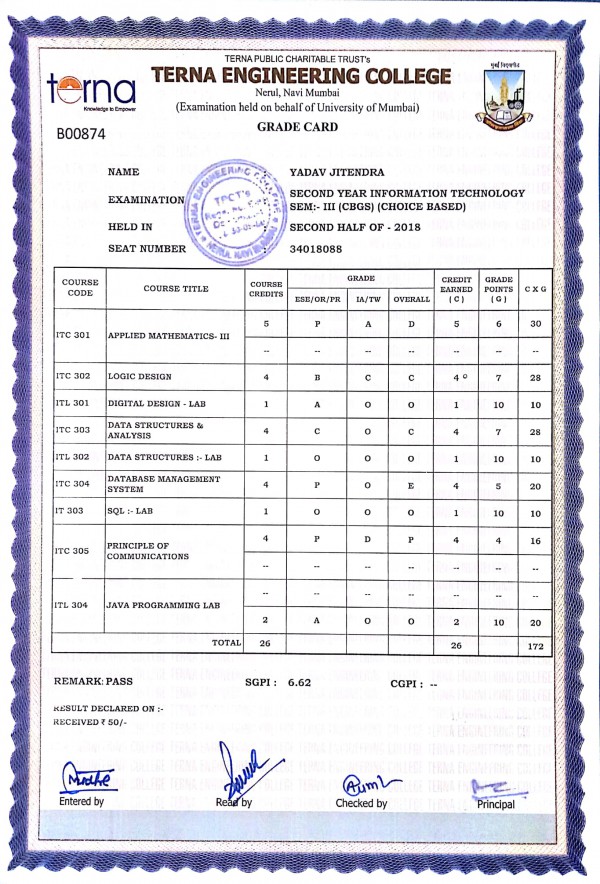 TERNA PUBLIC CHARITABLE TRUST's
TERNA ENGINEERING COLLEGE
Nerul, Navi Mumbai
(Examination held on behalf of University of Mumbai)
GRADE CARD
terna
Knowledge to Empower
मुंबई विद्यापीठ
B00874
NAME YADAV JITENDRA
EXAMINATION SECOND YEAR INFORMATION TECHNOLOGY
SEM:- III (CBGS) (CHOICE BASED)
HELD IN SECOND HALF OF - 2018
SEAT NUMBER 34018088
TERNA ENGINEERING COLLEGE
TPCT's
NERUL, NAVI MUMBAI
COURSE CODE COURSE TITLE COURSE CREDITS GRADE CREDIT EARNED ( C ) GRADE POINTS ( G ) C X G
ESE/OR/PR IA/TW OVERALL
ITC 301 APPLIED MATHEMATICS- III 5 P A D 5 6 30
-- -- -- -- -- -- --
ITC 302 LOGIC DESIGN 4 B C C 4 7 28
ITL 301 DIGITAL DESIGN - LAB 1 A O O 1 10 10
ITC 303 DATA STRUCTURES & ANALYSIS 4 C O C 4 7 28
ITL 302 DATA STRUCTURES :- LAB 1 O O O 1 10 10
ITC 304 DATABASE MANAGEMENT SYSTEM 4 P O E 4 5 20
IT 303 SQL :- LAB 1 O O O 1 10 10
ITC 305 PRINCIPLE OF COMMUNICATIONS 4 P D P 4 4 16
-- -- -- -- -- -- --
ITL 304 JAVA PROGRAMMING LAB -- -- -- -- -- -- --
2 A O O 2 10 20
TOTAL 26 26 172
REMARK: PASS SGPI : 6.62 CGPI : --
RESULT DECLARED ON :-
RECEIVED ₹ 50/-
Entered by Read by Checked by Principal